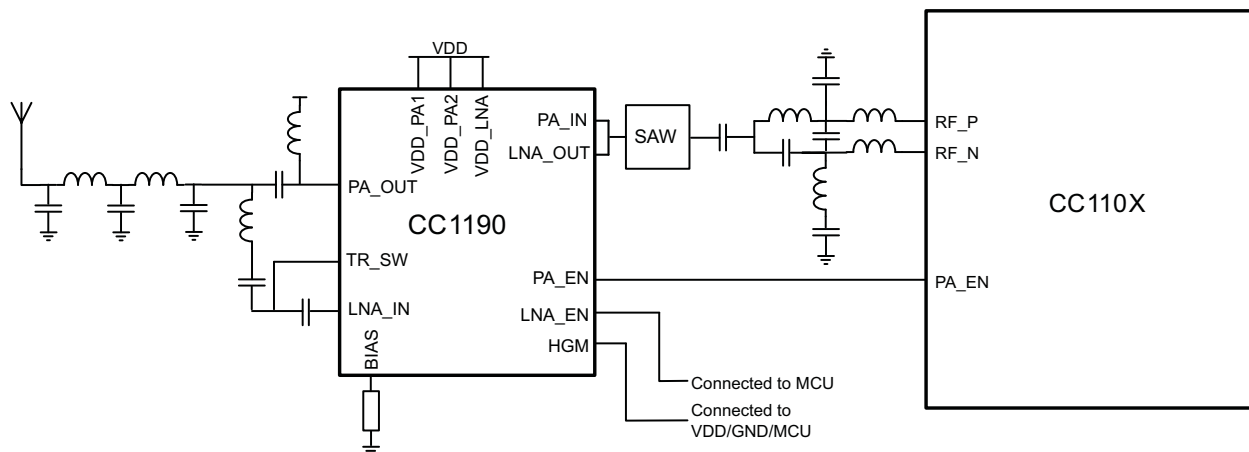 VDD
VDD_PA1
VDD_PA2
VDD_LNA
PA_IN
LNA_OUT
SAW
RF_P
RF_N
PA_OUT
CC1190
CC110X
TR_SW
PA_EN
PA_EN
LNA_IN
LNA_EN
BIAS
HGM
Connected to MCU
Connected to
VDD/GND/MCU